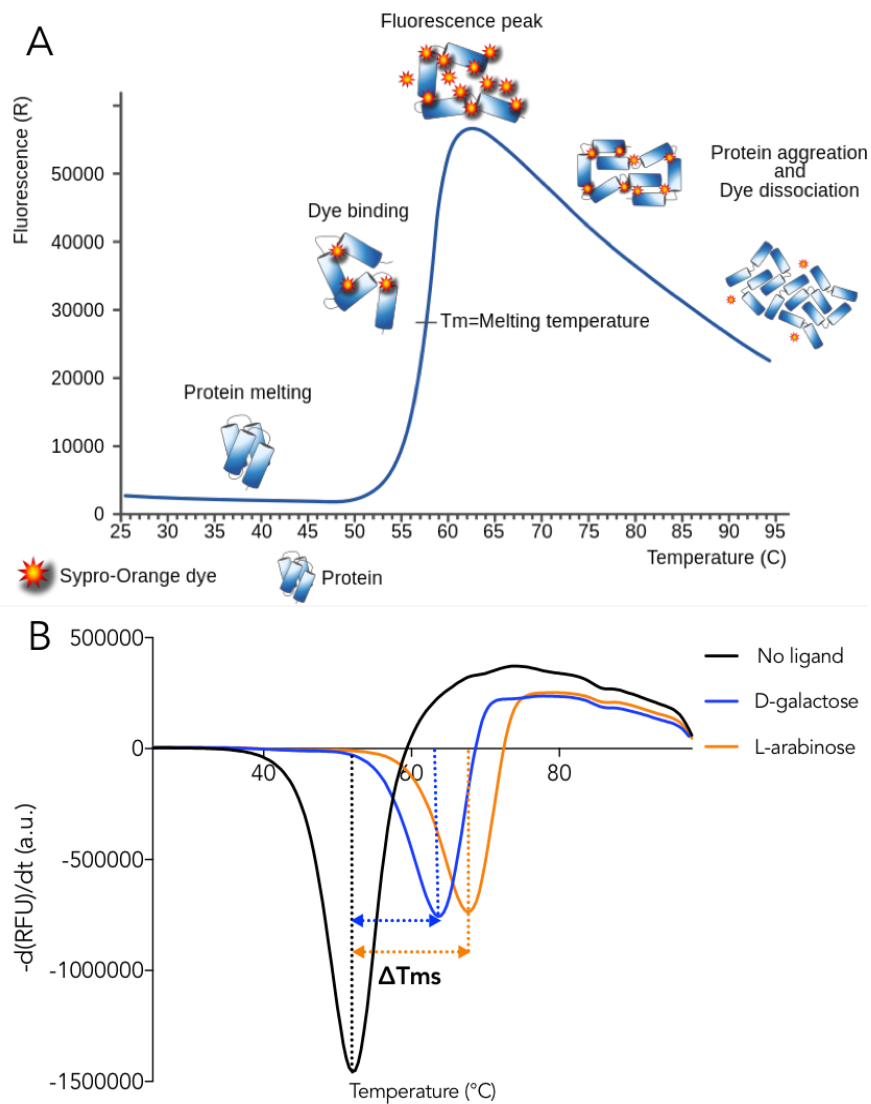 A
Fluorescence peak
Fluorescence (R)
50000
40000
30000
20000
10000
0
Protein aggreation
and
Dye dissociation
Dye binding
Tm=Melting temperature
Protein melting
25 30 35 40 45 50 55 60 65 70 75 80 85 90 95
Temperature (C)
Sypro-Orange dye
Protein
B
500000
0
-500000
-1000000
-1500000
-d(RFU)/dt (a.u.)
No ligand
D-galactose
L-arabinose
40 60 80
ΔTms
Temperature (°C)